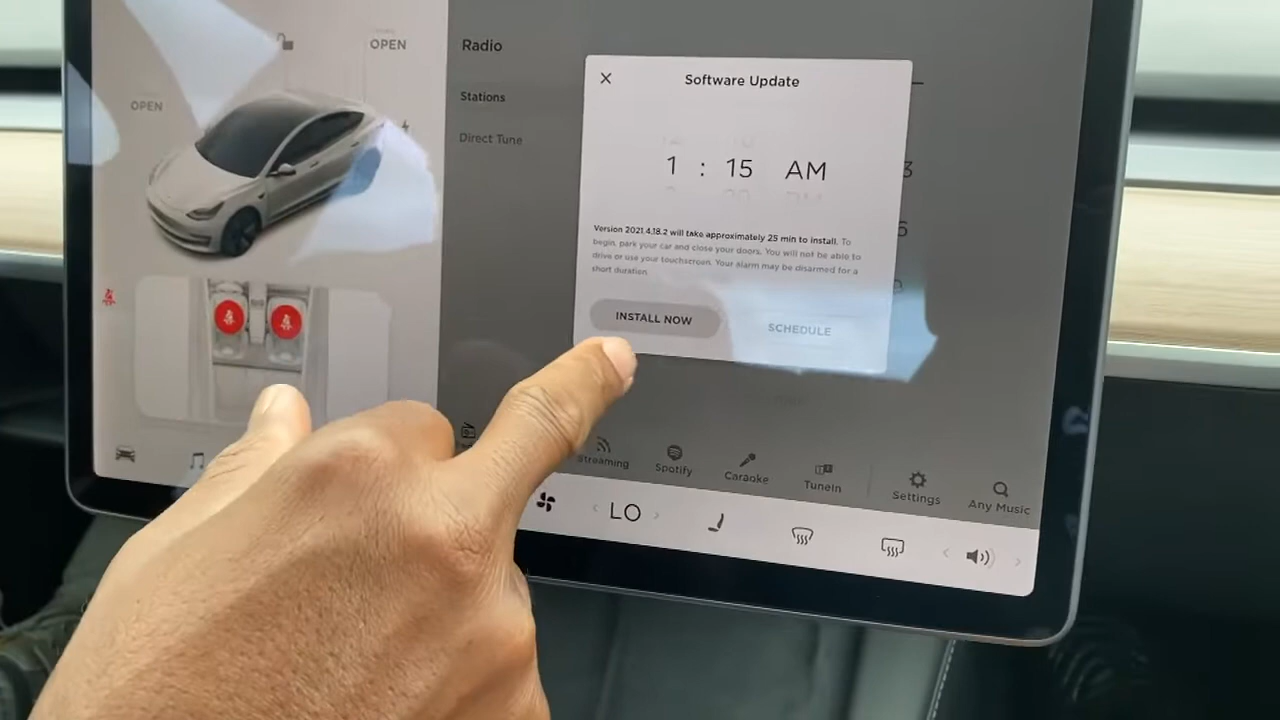 OPEN
OPEN
Radio
Stations
Direct Tune
Software Update
1 : 15 AM
Version 2021.4.18.2 will take approximately 25 min to install. To
begin, park your car and close your doors. You will not be able to
drive or use your touchscreen. Your alarm may be disarmed for a
short duration.
INSTALL NOW
SCHEDULE
Streaming
Spotify
Caraoke
TuneIn
Settings
Any Music
LO